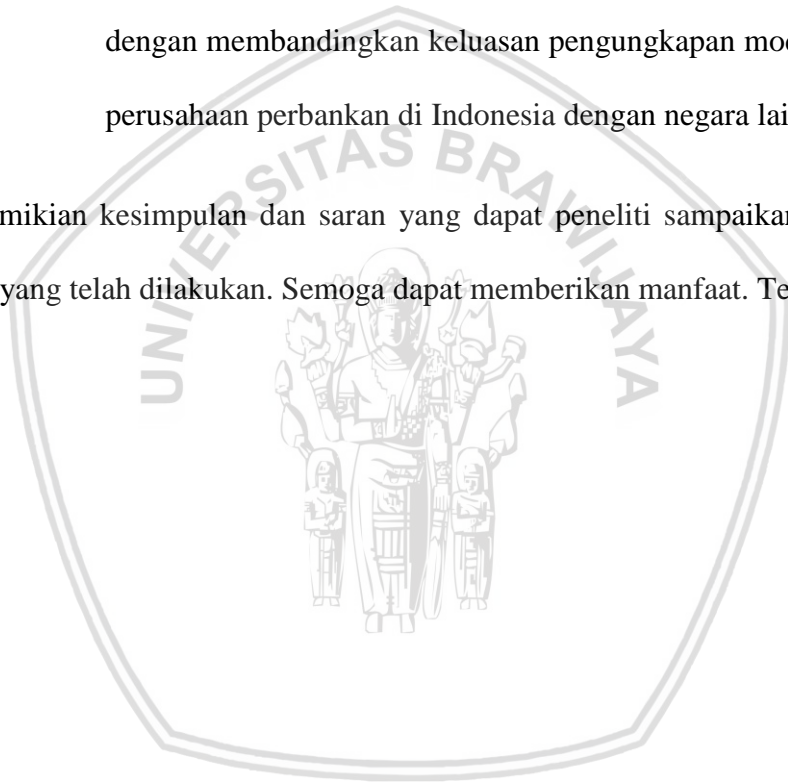 dengan membandingkan keluasan pengungkapan mo
perusahaan perbankan di Indonesia dengan negara lai
mikian kesimpulan dan saran yang dapat peneliti sampaikan
yang telah dilakukan. Semoga dapat memberikan manfaat. Te
UNIVERSITAS BRAWIJAYA